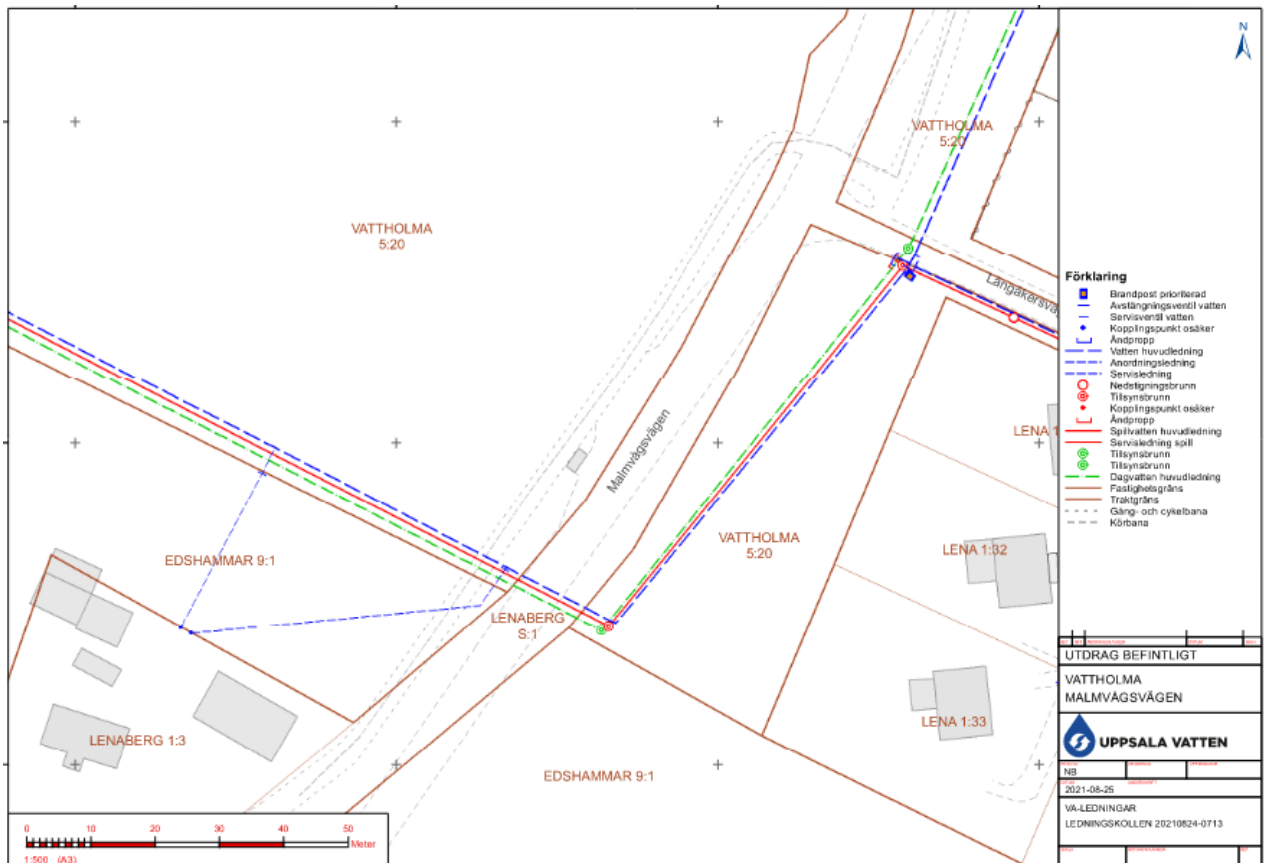 N
VATTHOLMA
5:20
VATTHOLMA
5:20
Långåkersväg
Malmvågsvägen
LENA 1
VATTHOLMA
5:20
LENA 1:32
EDSHAMMAR 9:1
LENABERG
S:1
LENA 1:33
LENABERG 1:3
EDSHAMMAR 9:1
0 10 20 30 40 50
Meter
1:500 (A3)
Förklaring
Brandpost prioriterad
Avstängningsventil vatten
Servisventil vatten
Kopplingspunkt osäker
Ändpropp
Vatten huvudledning
Anordningsledning
Servisledning
Nedstigningsbrunn
Tillsynsbrunn
Kopplingspunkt osäker
Ändpropp
Spillvatten huvudledning
Servisledning spill
Tillsynsbrunn
Tillsynsbrunn
Dagvatten huvudledning
Fastighetsgräns
Traktgräns
Gång- och cykelbana
Körbana
UTDRAG BEFINTLIGT
VATTHOLMA
MALMVÅGSVÄGEN
UPPSALA VATTEN
NB
2021-08-25
VA-LEDNINGAR
LEDNINGSKOLLEN 20210824-0713